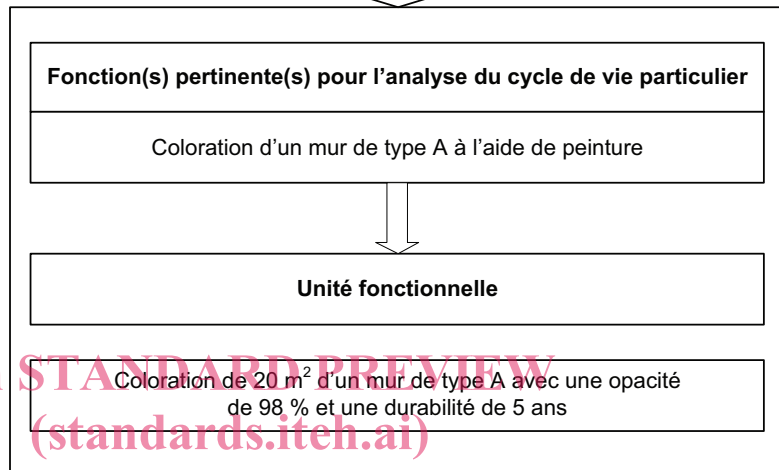 Fonction(s) pertinente(s) pour l'analyse du cycle de vie particulier
Coloration d'un mur de type A à l'aide de peinture
Unité fonctionnelle
STANDARD PREVIEW
Coloration de 20 m² d'un mur de type A avec une opacité
de 98 % et une durabilité de 5 ans
(standards.iteh.ai)